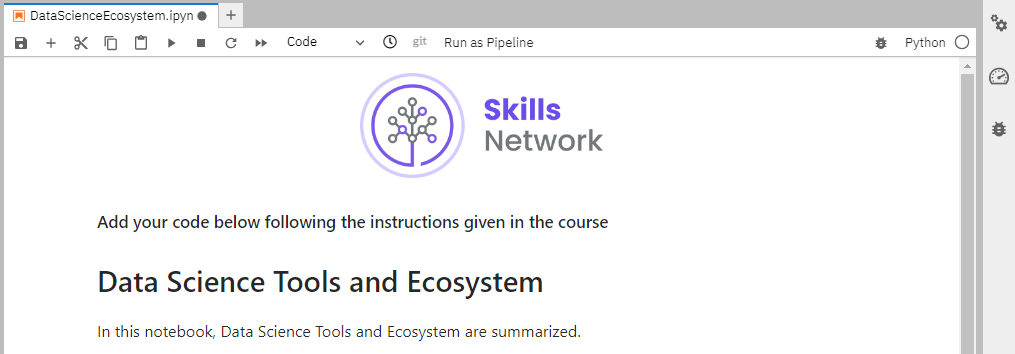 DataScienceEcosystem.ipyn
Code git Run as Pipeline Python
Skills
Network
Add your code below following the instructions given in the course
Data Science Tools and Ecosystem
In this notebook, Data Science Tools and Ecosystem are summarized.